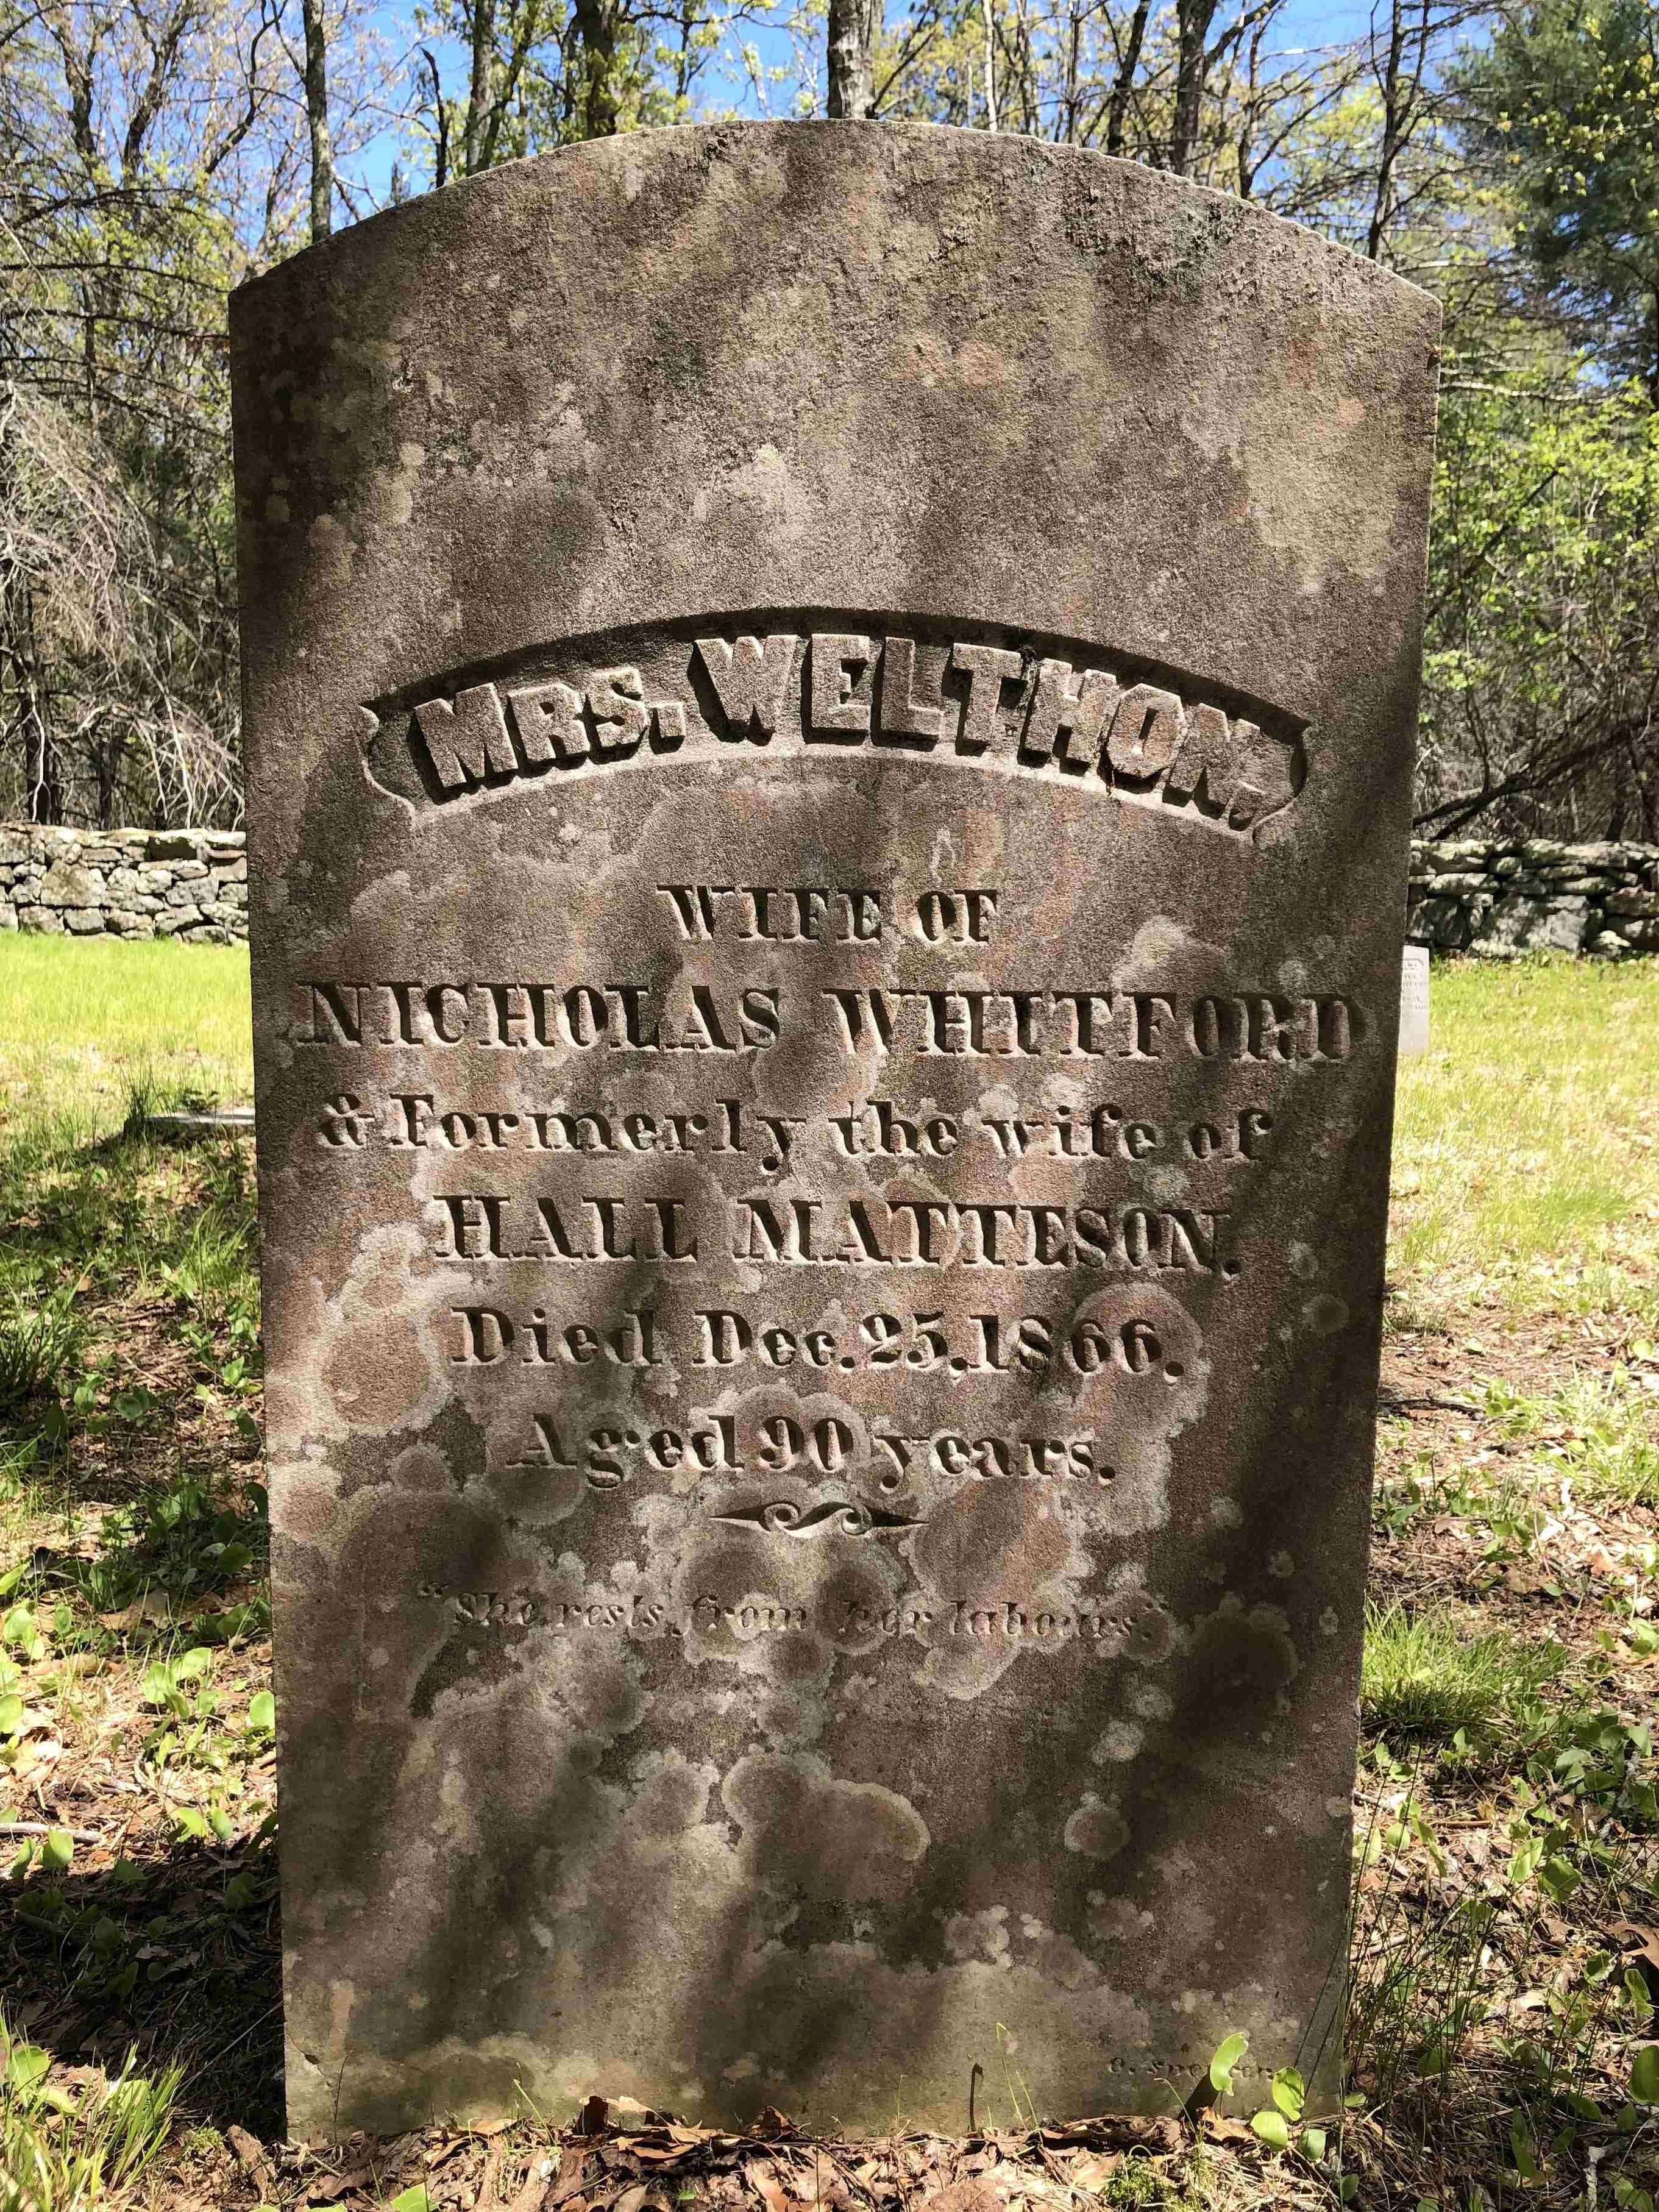 MRS. WELTHON,
WIFE OF
NICHOLAS WHITFORD
& Formerly the wife of
HALL MATTESON.
Died Dec. 25, 1866.
Aged 90 years.
"She rests from her labours."
O. Spencer